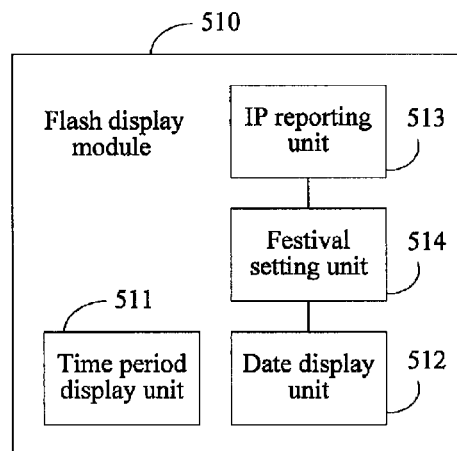 510
Flash display
module
IP reporting
unit
513
Festival
setting unit
514
511
Time period
display unit
Date display
unit
512